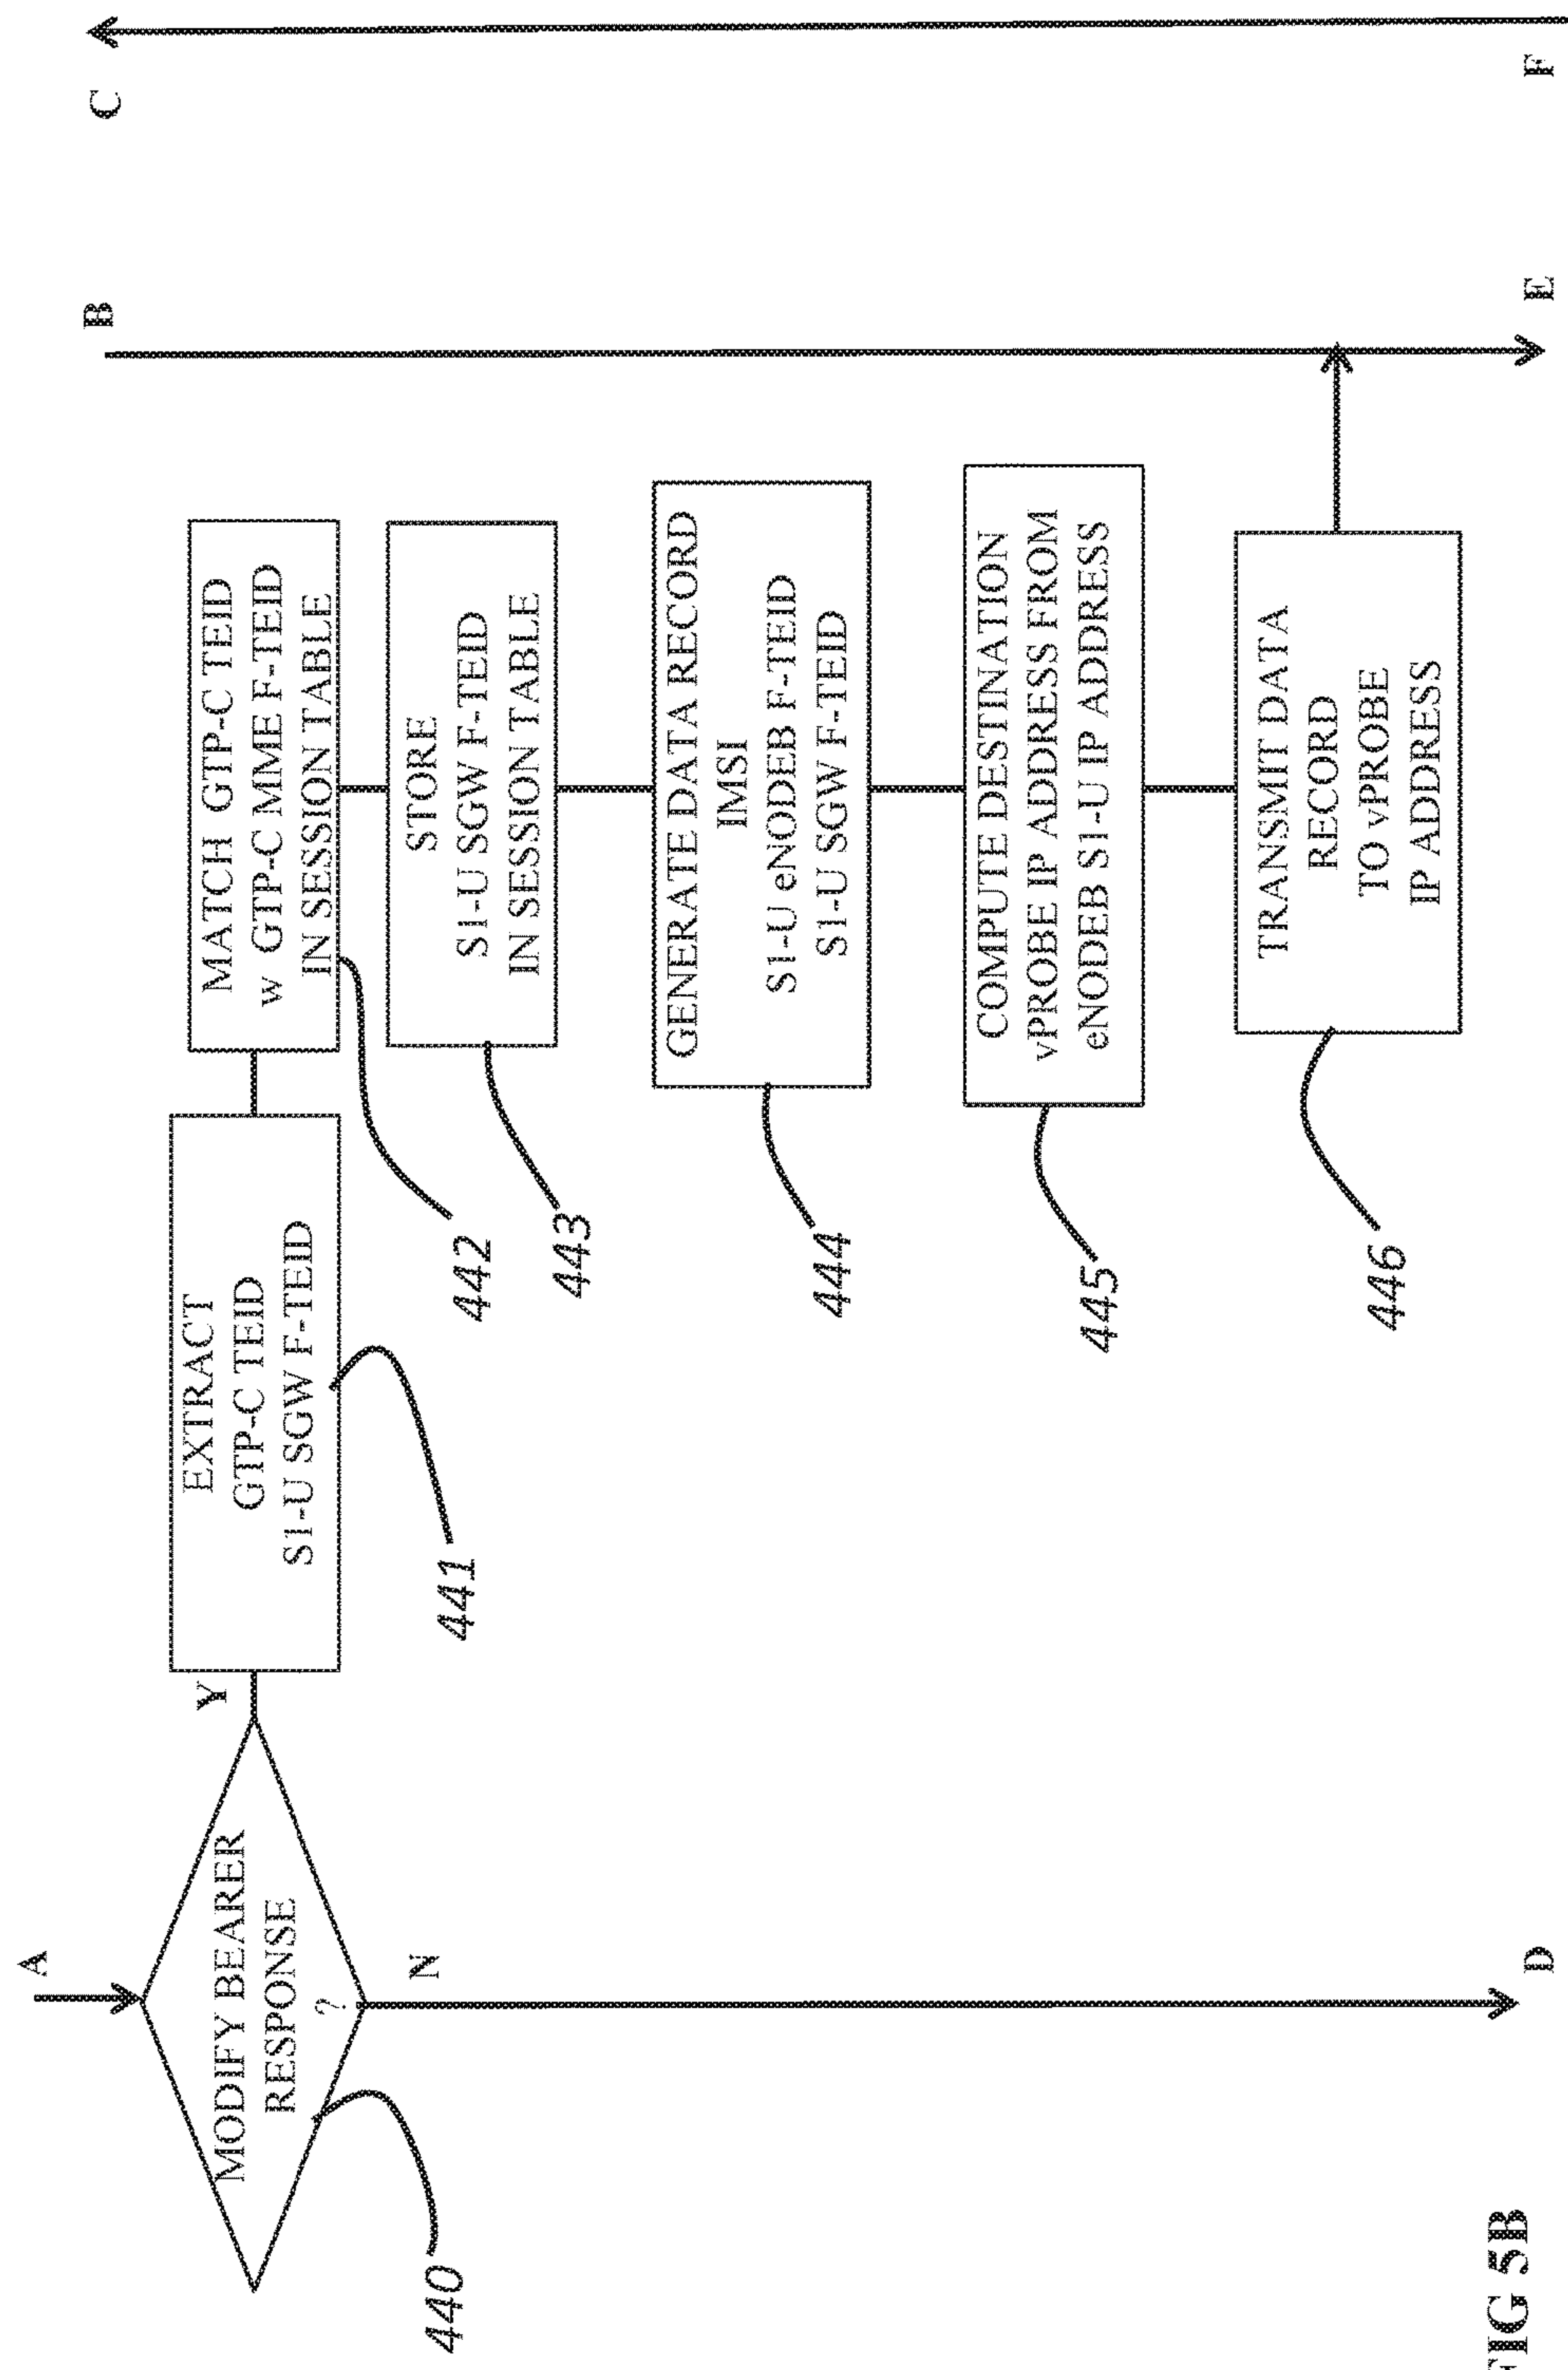 A
B
C
MODIFY BEARER
RESPONSE
?
Y
N
440
EXTRACT
GTP-C TEID
S1-U SGW F-TEID
441
MATCH GTP-C TEID
w GTP-C MME F-TEID
IN SESSION TABLE
442
STORE
S1-U SGW F-TEID
IN SESSION TABLE
443
GENERATE DATA RECORD
IMSI
S1-U eNODEB F-TEID
S1-U SGW F-TEID
444
COMPUTE DESTINATION
vPROBE IP ADDRESS FROM
eNODEB S1-U IP ADDRESS
445
TRANSMIT DATA
RECORD
TO vPROBE
IP ADDRESS
446
D
E
F
FIG 5B